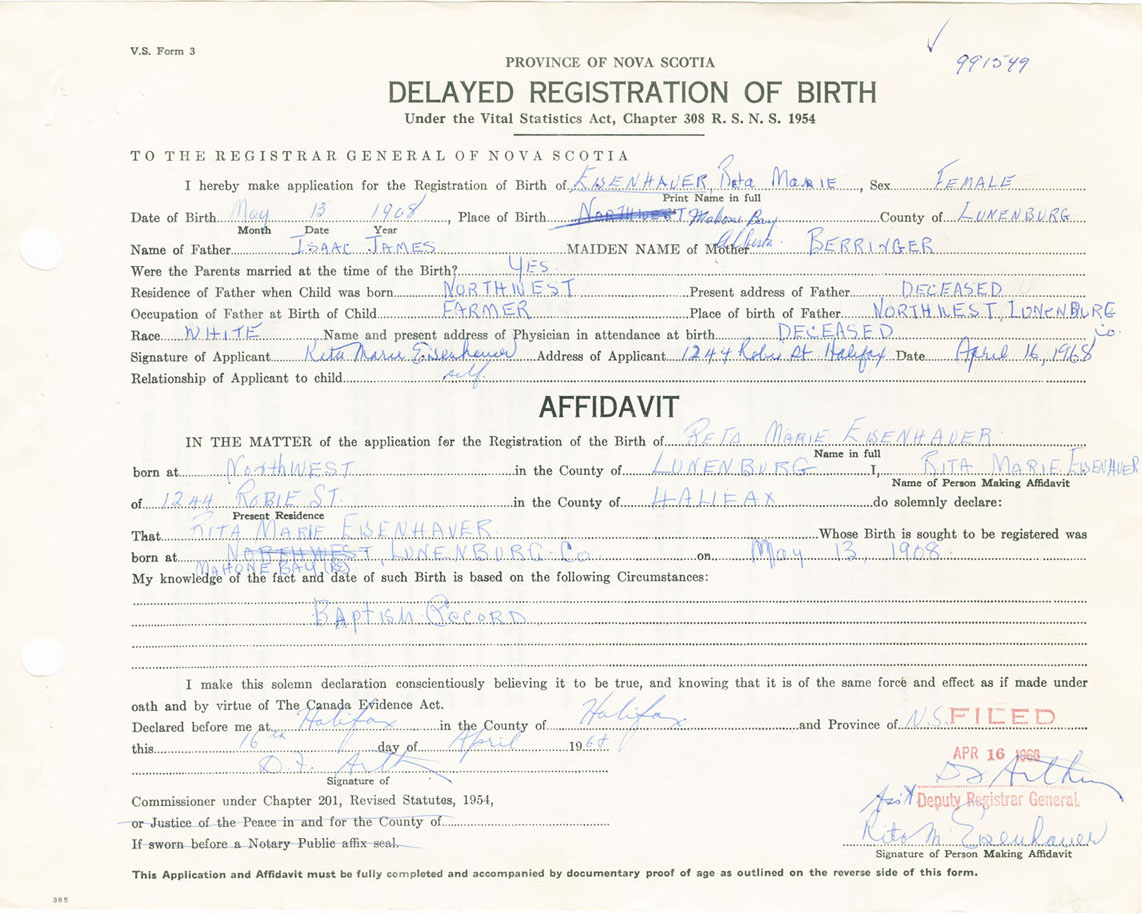 V.S. Form 3
991549
PROVINCE OF NOVA SCOTIA
DELAYED REGISTRATION OF BIRTH
Under the Vital Statistics Act, Chapter 308 R. S. N. S. 1954
TO THE REGISTRAR GENERAL OF NOVA SCOTIA
I hereby make application for the Registration of Birth of EISENHAUER, Reta MARIE, Sex FEMALE
Print Name in full
Date of Birth May 13 1908, Place of Birth NORTHWEST Mahone Bay County of LUNENBURG
Month Date Year
Name of Father ISAAC JAMES MAIDEN NAME of Mother Alberta BERRINGER
Were the Parents married at the time of the Birth? YES.
Residence of Father when Child was born NORTHWEST Present address of Father DECEASED
Occupation of Father at Birth of Child FARMER Place of birth of Father NORTHWEST, LUNENBURG Co.
Race WHITE Name and present address of Physician in attendance at birth DECEASED
Signature of Applicant Reta Marie Eisenhauer Address of Applicant 1244 Robie St Halifax Date April 16, 1968
Relationship of Applicant to child self.
AFFIDAVIT
IN THE MATTER of the application for the Registration of the Birth of RETA MARIE EISENHAUER
Name in full
born at NORTHWEST in the County of LUNENBURG I, RITA MARIE EISENHAUER
Name of Person Making Affidavit
of 1244 ROBIE ST. in the County of HALIFAX do solemnly declare:
Present Residence
That RITA MARIE EISENHAUER Whose Birth is sought to be registered was
born at NORTHWEST, LUNENBURG Co on May 13, 1908.
MAHONE BAY
My knowledge of the fact and date of such Birth is based on the following Circumstances:
BAptism RECORD
I make this solemn declaration conscientiously believing it to be true, and knowing that it is of the same force and effect as if made under
oath and by virtue of The Canada Evidence Act.
Declared before me at Halifax in the County of Halifax and Province of N.S.
FILED
this 16th day of April 1968
APR 16 1968
D.F.
Signature of
Commissioner under Chapter 201, Revised Statutes, 1954,
Deputy Registrar General.
or Justice of the Peace in and for the County of
Rita M. Eisenhauer
If sworn before a Notary Public affix seal.
Signature of Person Making Affidavit
This Application and Affidavit must be fully completed and accompanied by documentary proof of age as outlined on the reverse side of this form.
385